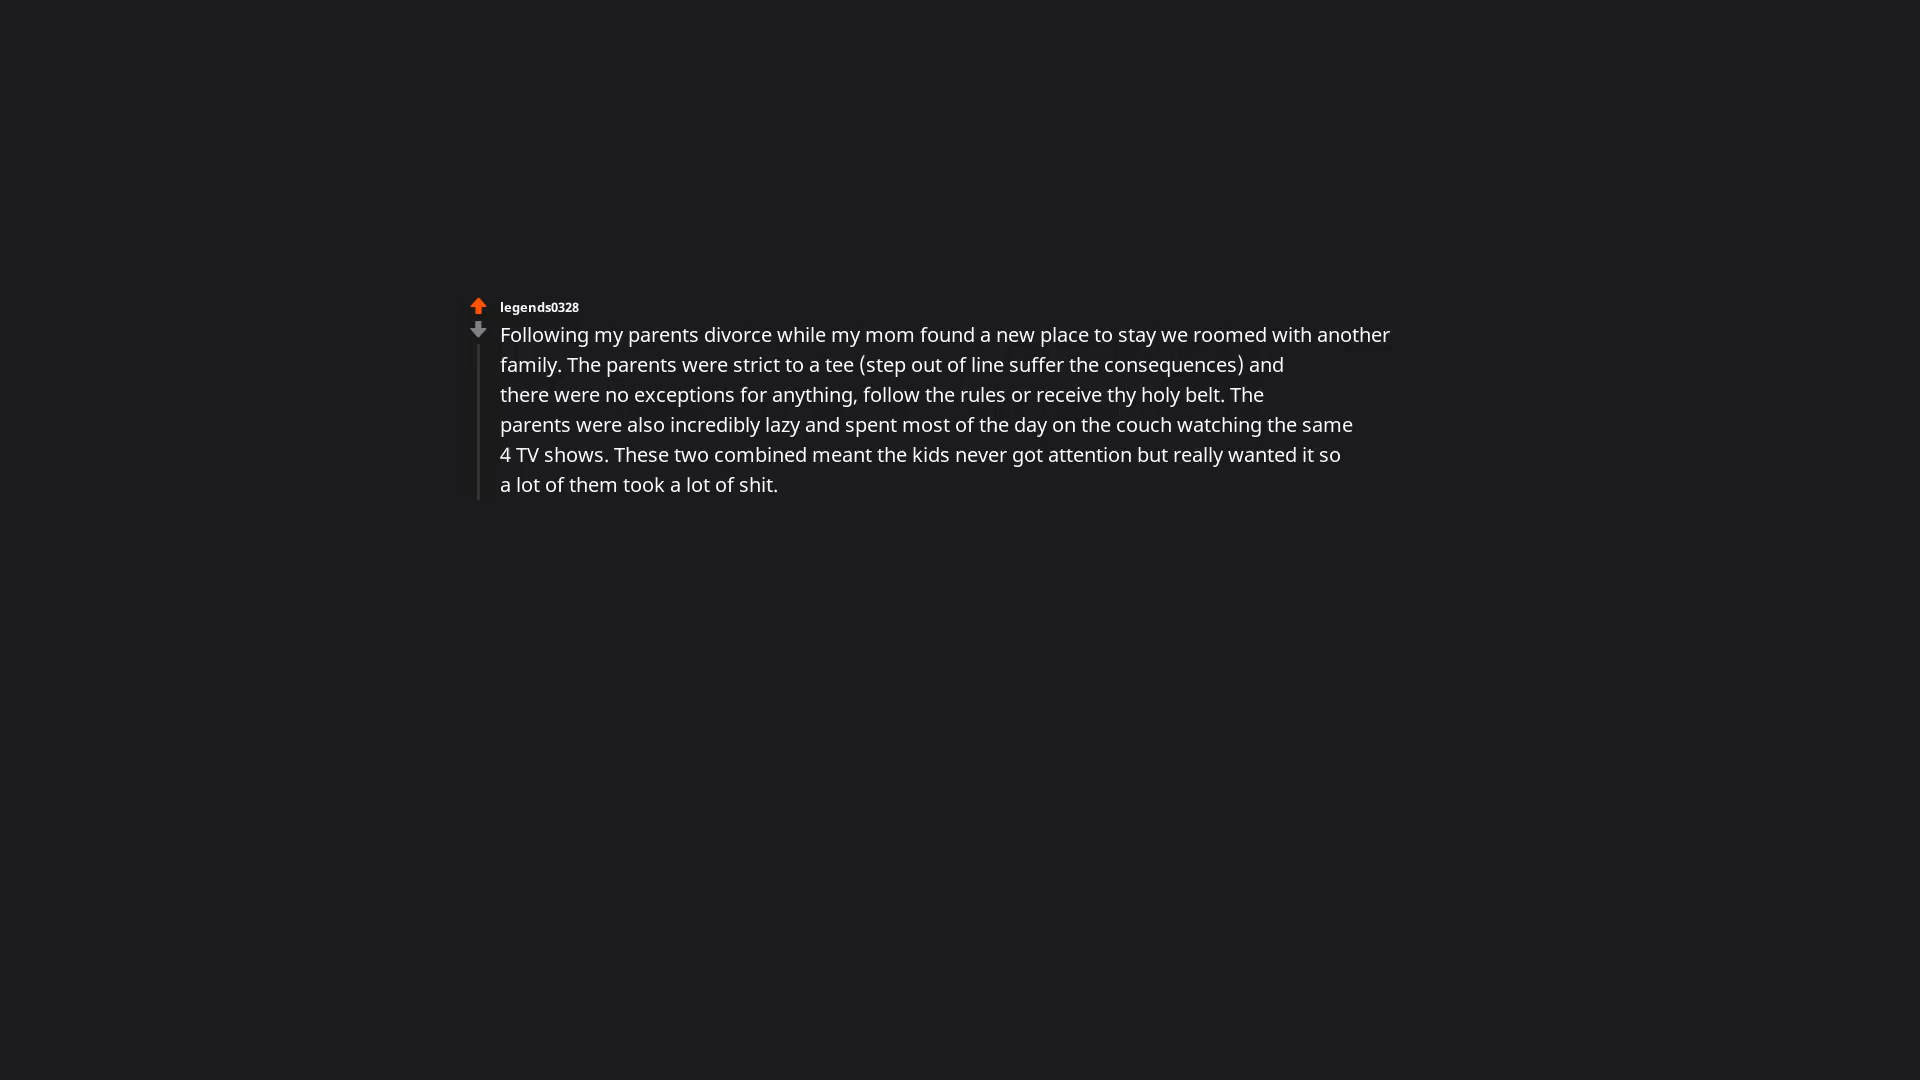 legends0328
Following my parents divorce while my mom found a new place to stay we roomed with another
family. The parents were strict to a tee (step out of line suffer the consequences) and
there were no exceptions for anything, follow the rules or receive thy holy belt. The
parents were also incredibly lazy and spent most of the day on the couch watching the same
4 TV shows. These two combined meant the kids never got attention but really wanted it so
a lot of them took a lot of shit.